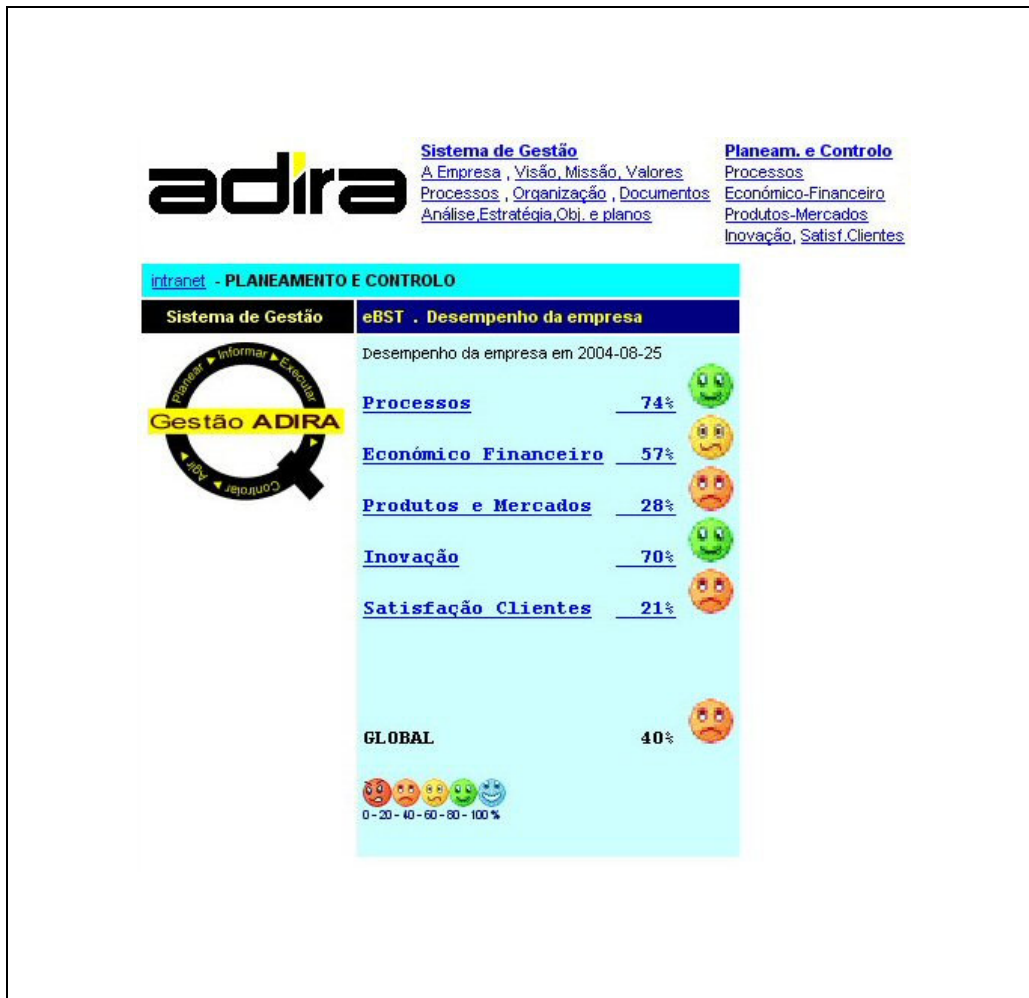 adira
Sistema de Gestão
A Empresa , Visão, Missão, Valores
Processos , Organização , Documentos
Análise,Estratégia,Obj. e planos
Planeam. e Controlo
Processos
Económico-Financeiro
Produtos-Mercados
Inovação, Satisf.Clientes
intranet - PLANEAMENTO E CONTROLO
Sistema de Gestão
Planear ► Informar ► Executar ►
Gestão ADIRA
Controlar ► Agir ►
eBST . Desempenho da empresa
Desempenho da empresa em 2004-08-25
Processos 74%
Económico Financeiro 57%
Produtos e Mercados 28%
Inovação 70%
Satisfação Clientes 21%
GLOBAL 40%
0 - 20 - 40 - 60 - 80 - 100 %